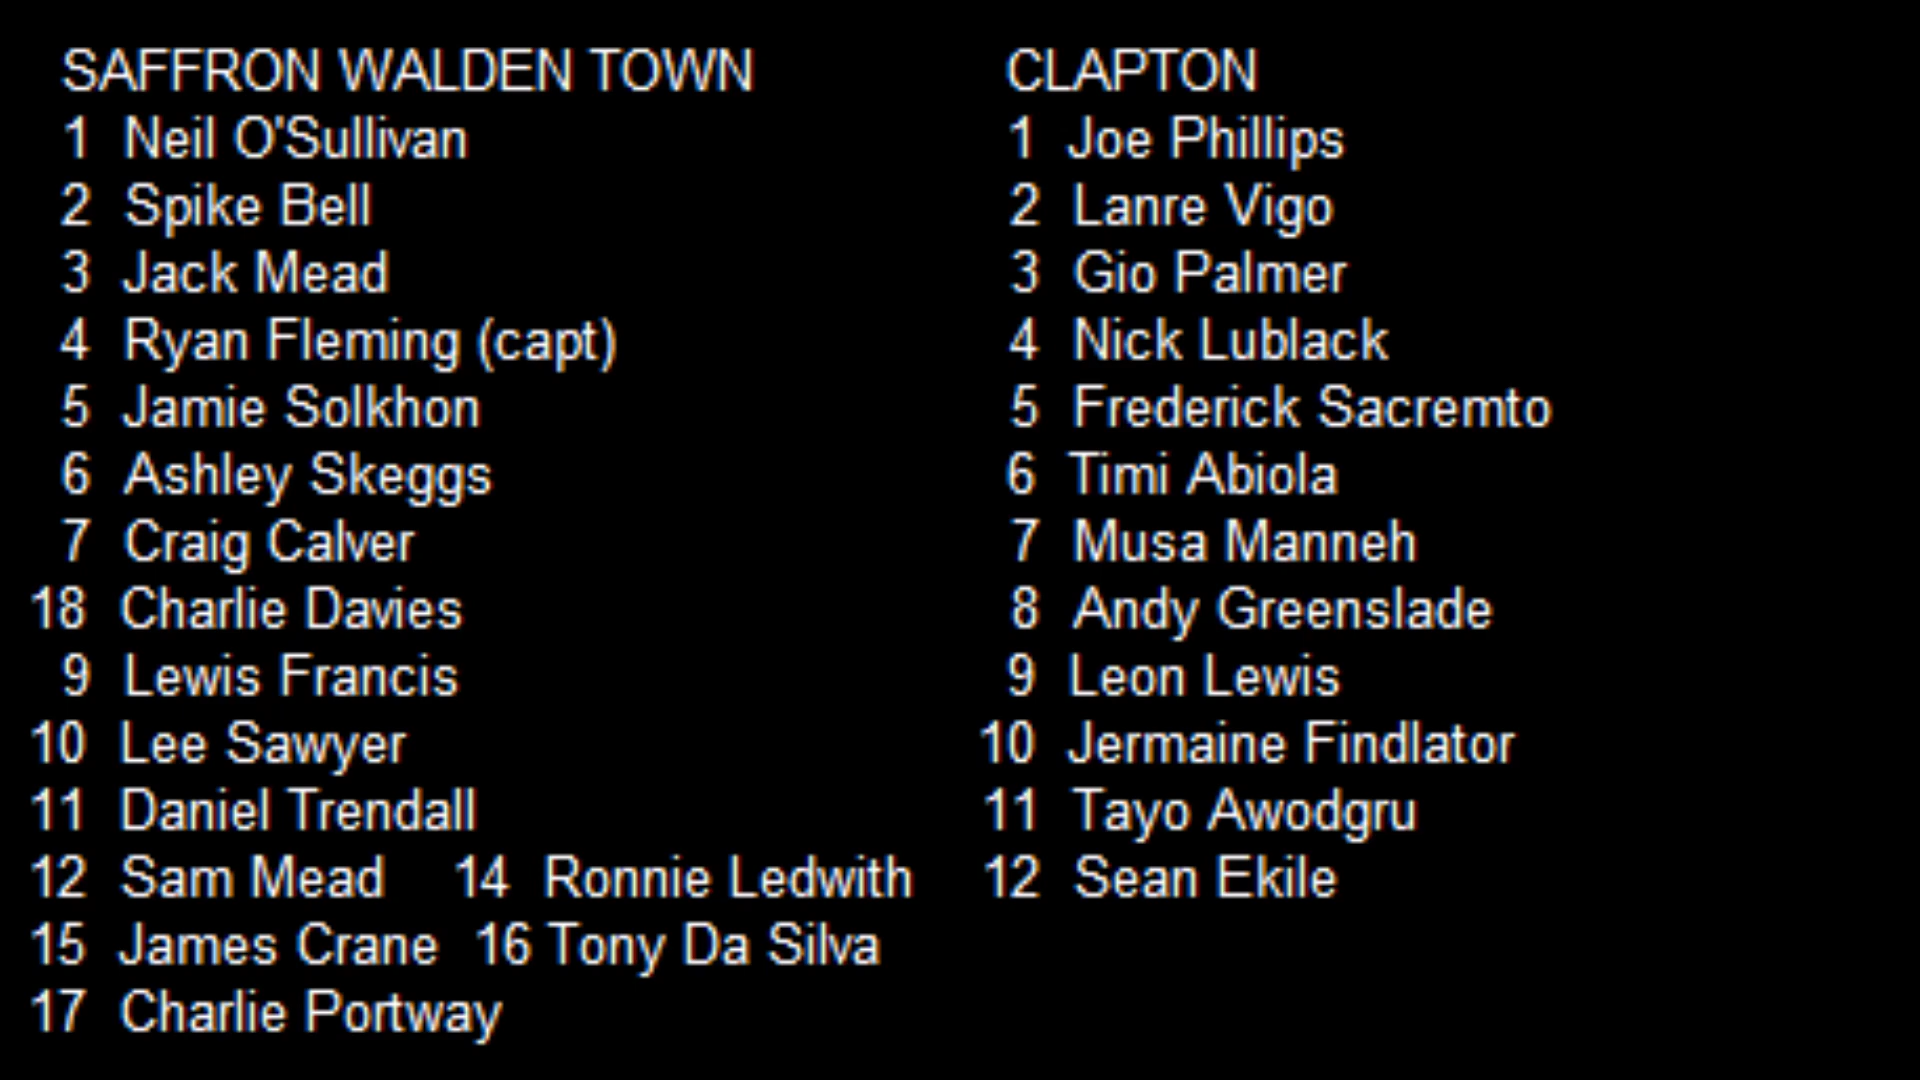 SAFFRON WALDEN TOWN
1 Neil O'Sullivan
2 Spike Bell
3 Jack Mead
4 Ryan Fleming (capt)
5 Jamie Solkhon
6 Ashley Skeggs
7 Craig Calver
18 Charlie Davies
9 Lewis Francis
10 Lee Sawyer
11 Daniel Trendall
12 Sam Mead 14 Ronnie Ledwith
15 James Crane 16 Tony Da Silva
17 Charlie Portway
CLAPTON
1 Joe Phillips
2 Lanre Vigo
3 Gio Palmer
4 Nick Lublack
5 Frederick Sacremto
6 Timi Abiola
7 Musa Manneh
8 Andy Greenslade
9 Leon Lewis
10 Jermaine Findlator
11 Tayo Awodgru
12 Sean Ekile